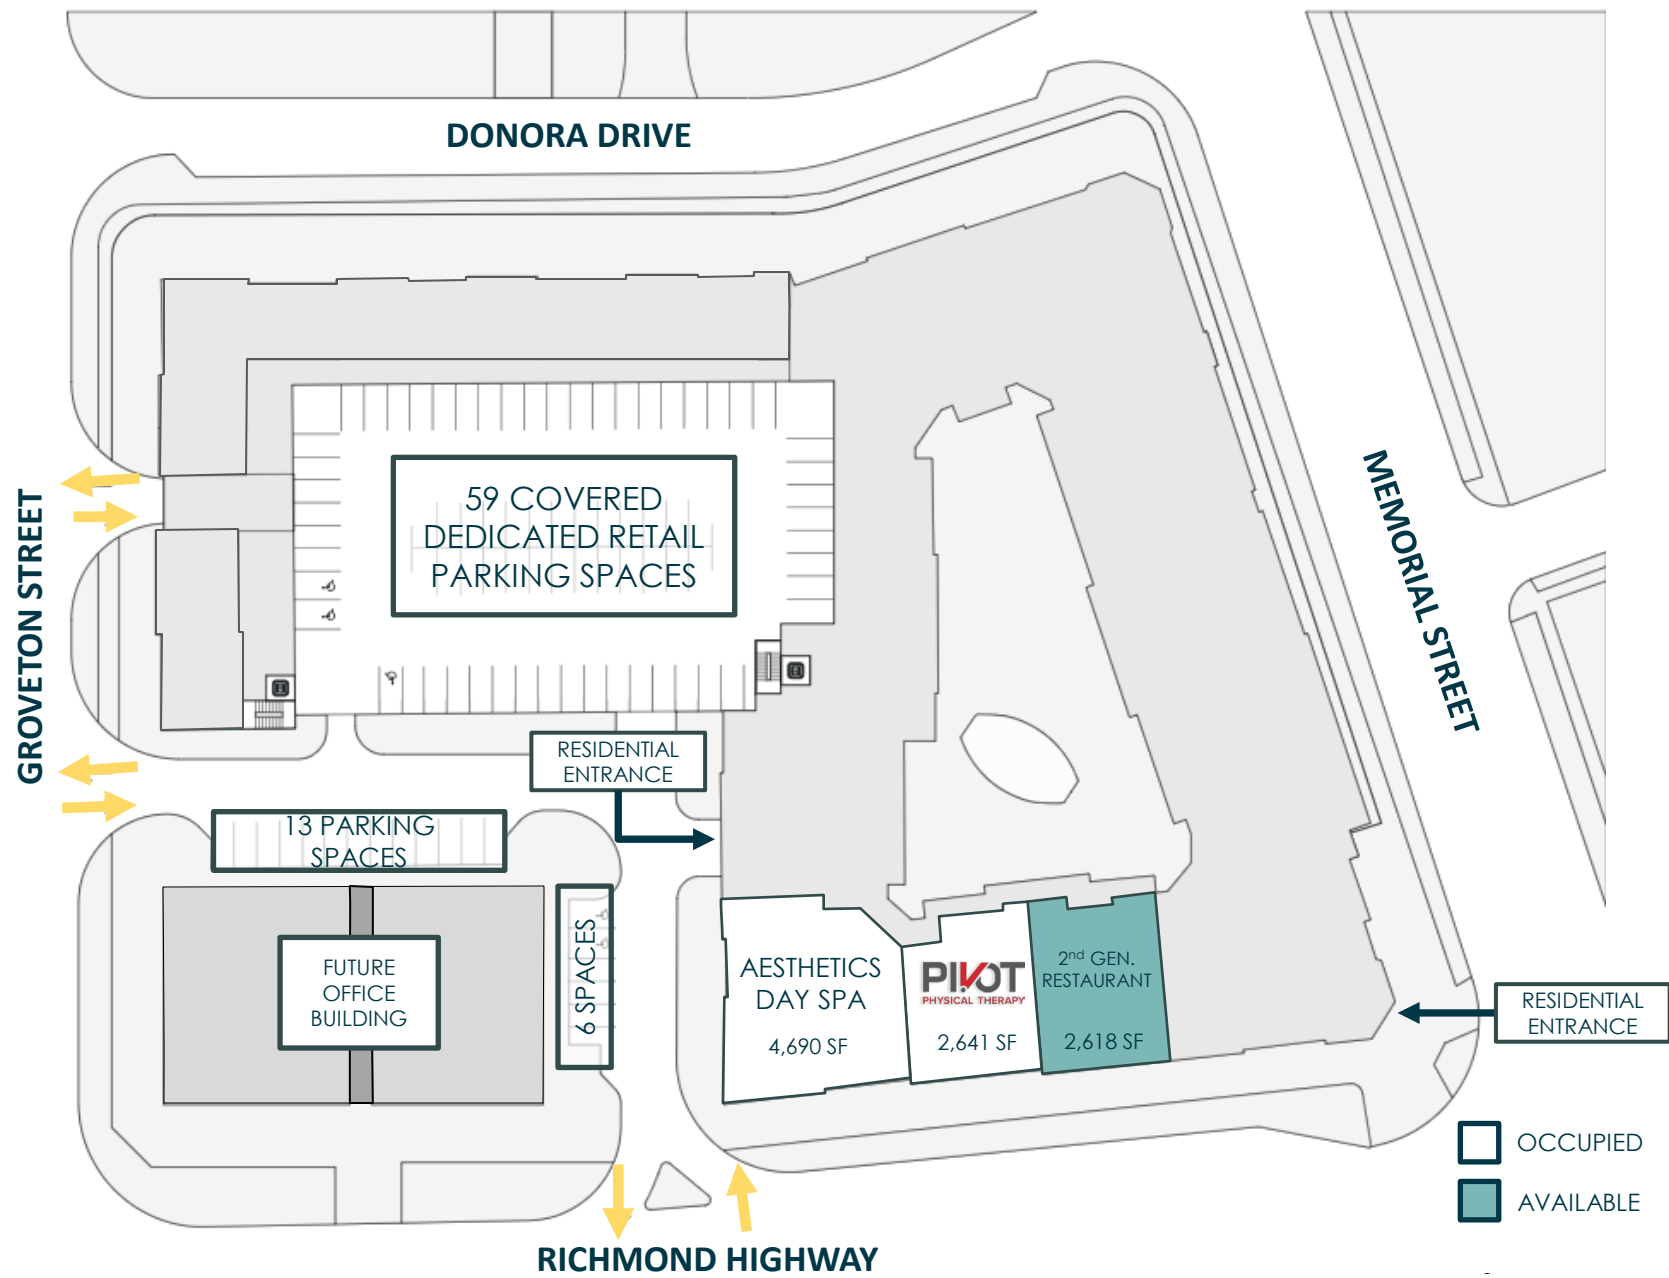 DONORA DRIVE
59 COVERED
DEDICATED RETAIL
PARKING SPACES
GROVETON STREET
MEMORIAL STREET
RESIDENTIAL
ENTRANCE
13 PARKING
SPACES
6 SPACES
FUTURE
OFFICE
BUILDING
AESTHETICS
DAY SPA
4,690 SF
PIVOT
PHYSICAL THERAPY
2,641 SF
2nd GEN.
RESTAURANT
2,618 SF
RESIDENTIAL
ENTRANCE
OCCUPIED
AVAILABLE
RICHMOND HIGHWAY